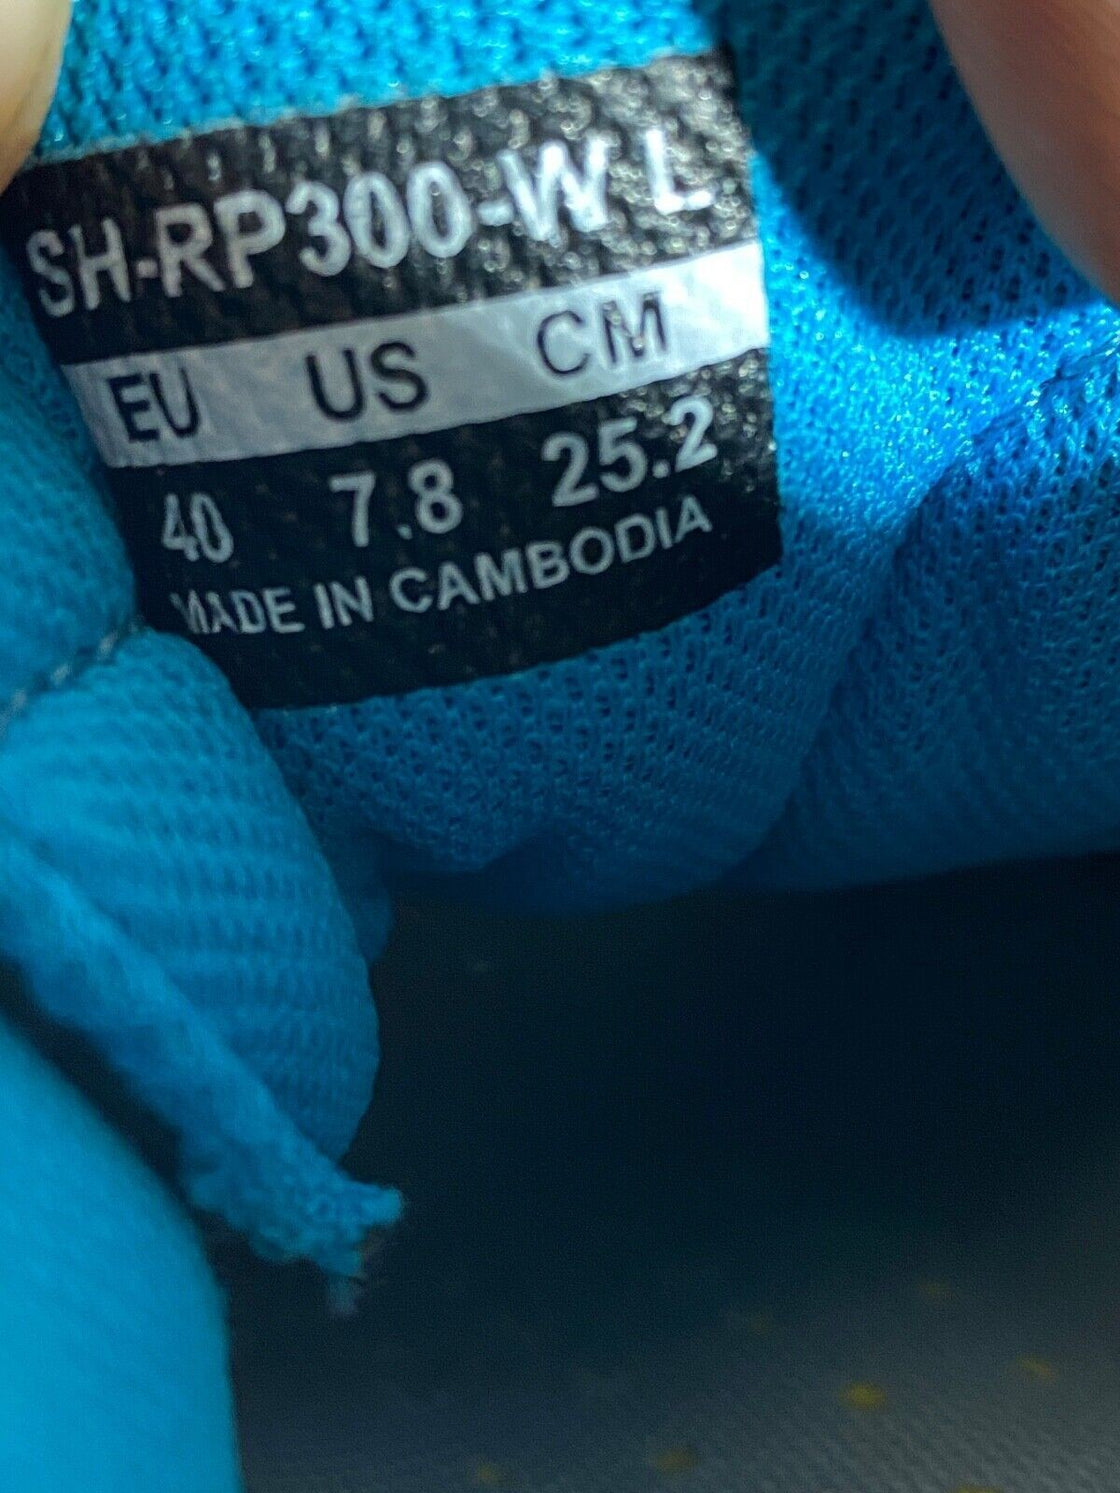 SH-RP300-W L
EU US CM
40 7.8 25.2
MADE IN CAMBODIA